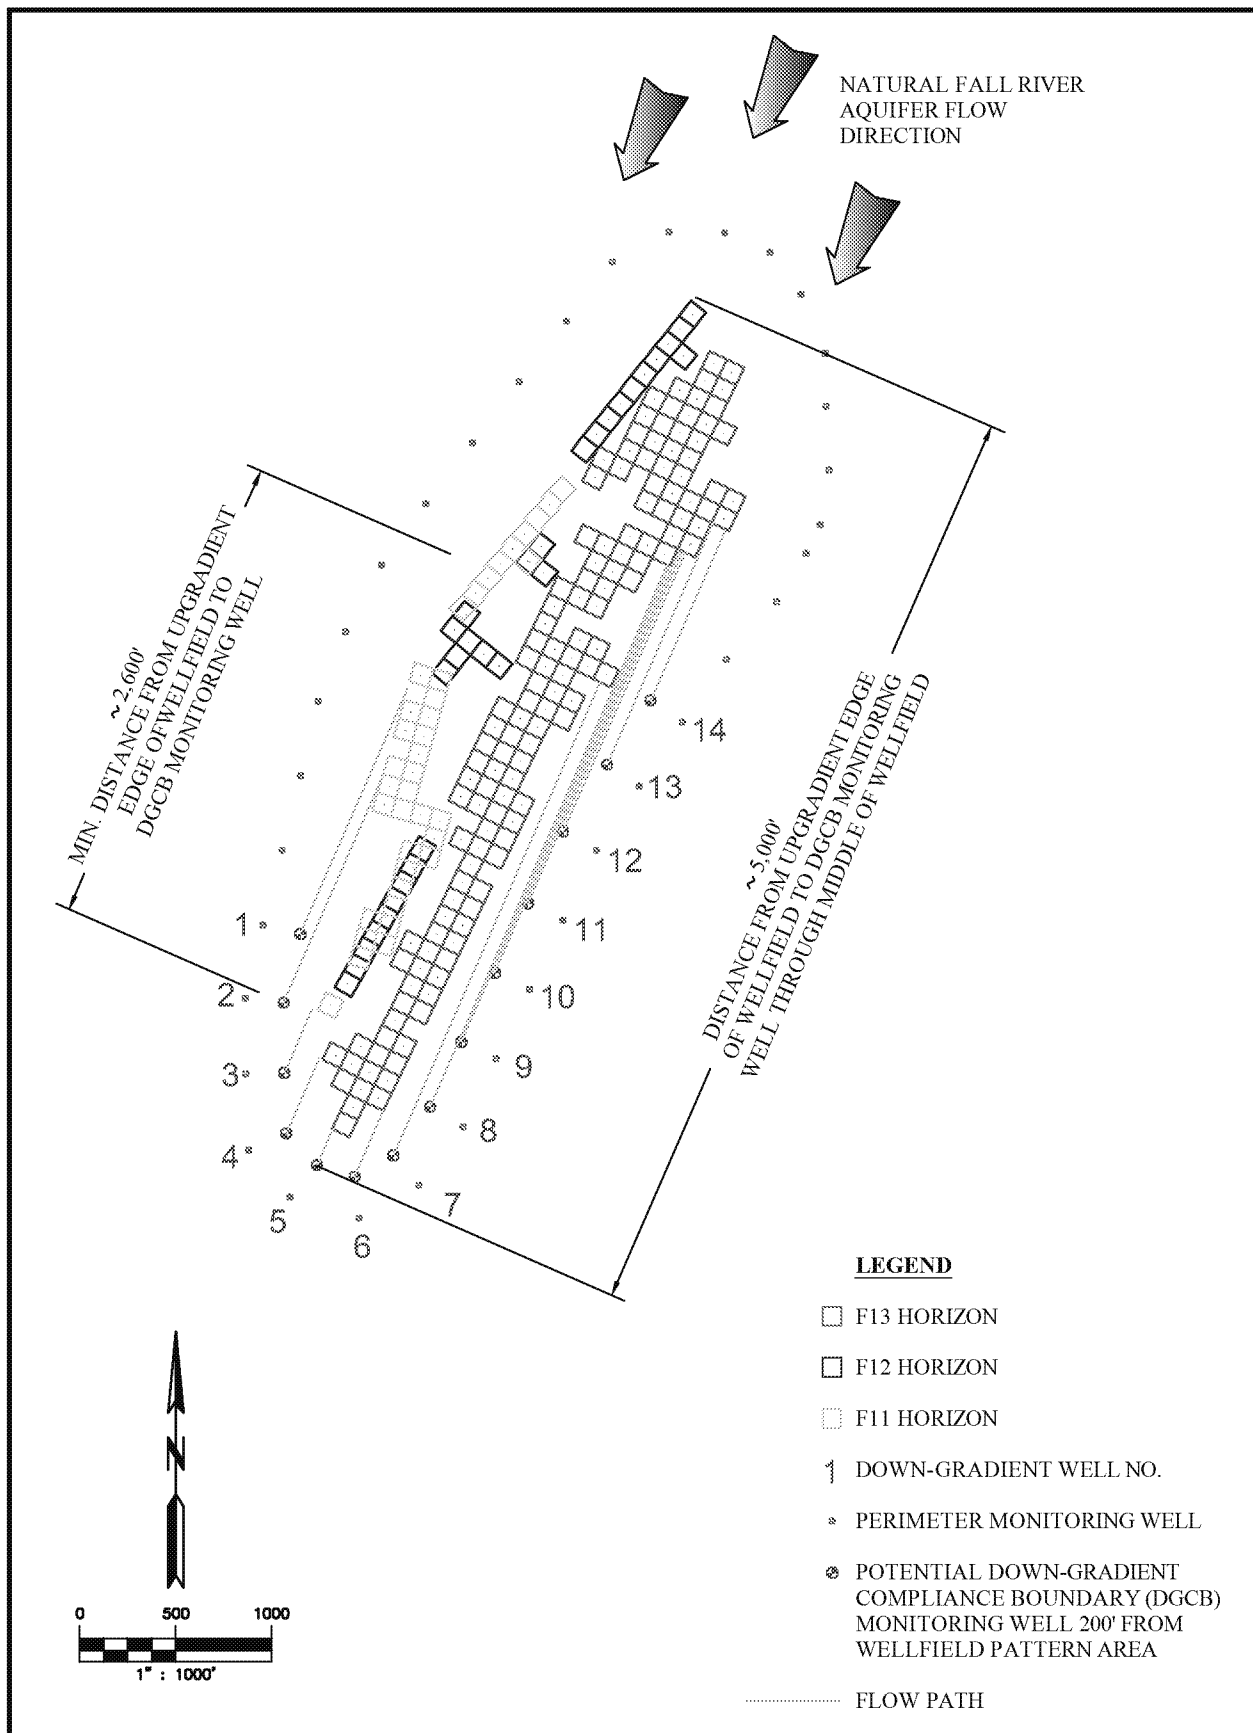 NATURAL FALL RIVER
AQUIFER FLOW
DIRECTION
MIN. DISTANCE FROM UPGRADIENT
EDGE OF WELLFIELD TO
DGCB MONITORING WELL
~ 2,600'
~ 5,000'
DISTANCE FROM UPGRADIENT EDGE
OF WELLFIELD TO DGCB MONITORING
WELL THROUGH MIDDLE OF WELLFIELD
14
13
12
11
10
9
8
7
6
5
4
3
2
1
LEGEND
F13 HORIZON
F12 HORIZON
F11 HORIZON
1 DOWN-GRADIENT WELL NO.
PERIMETER MONITORING WELL
POTENTIAL DOWN-GRADIENT
COMPLIANCE BOUNDARY (DGCB)
MONITORING WELL 200' FROM
WELLFIELD PATTERN AREA
FLOW PATH
N
0 500 1000
1" : 1000'